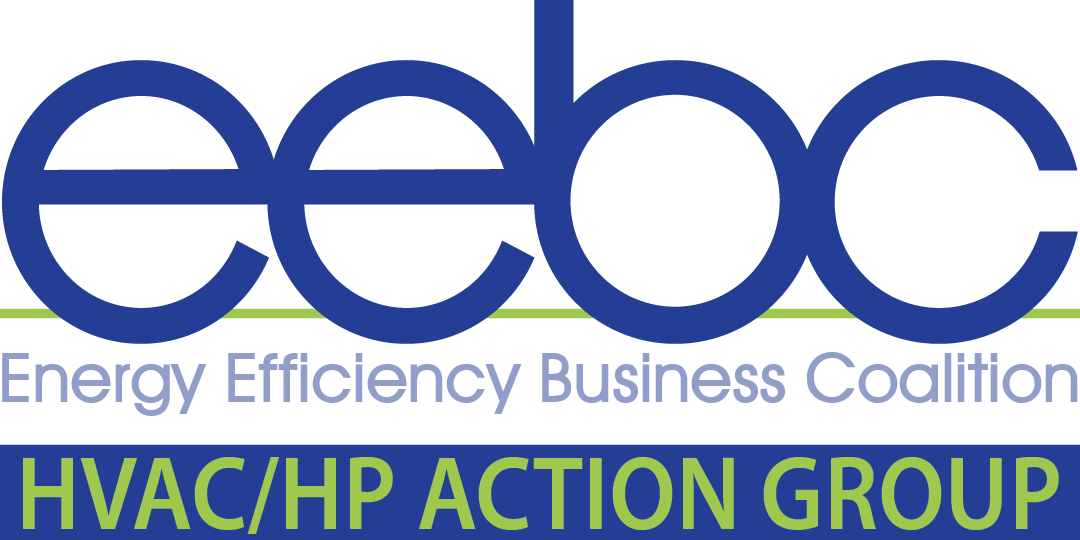 eebc
Energy Efficiency Business Coalition
HVAC/HP ACTION GROUP